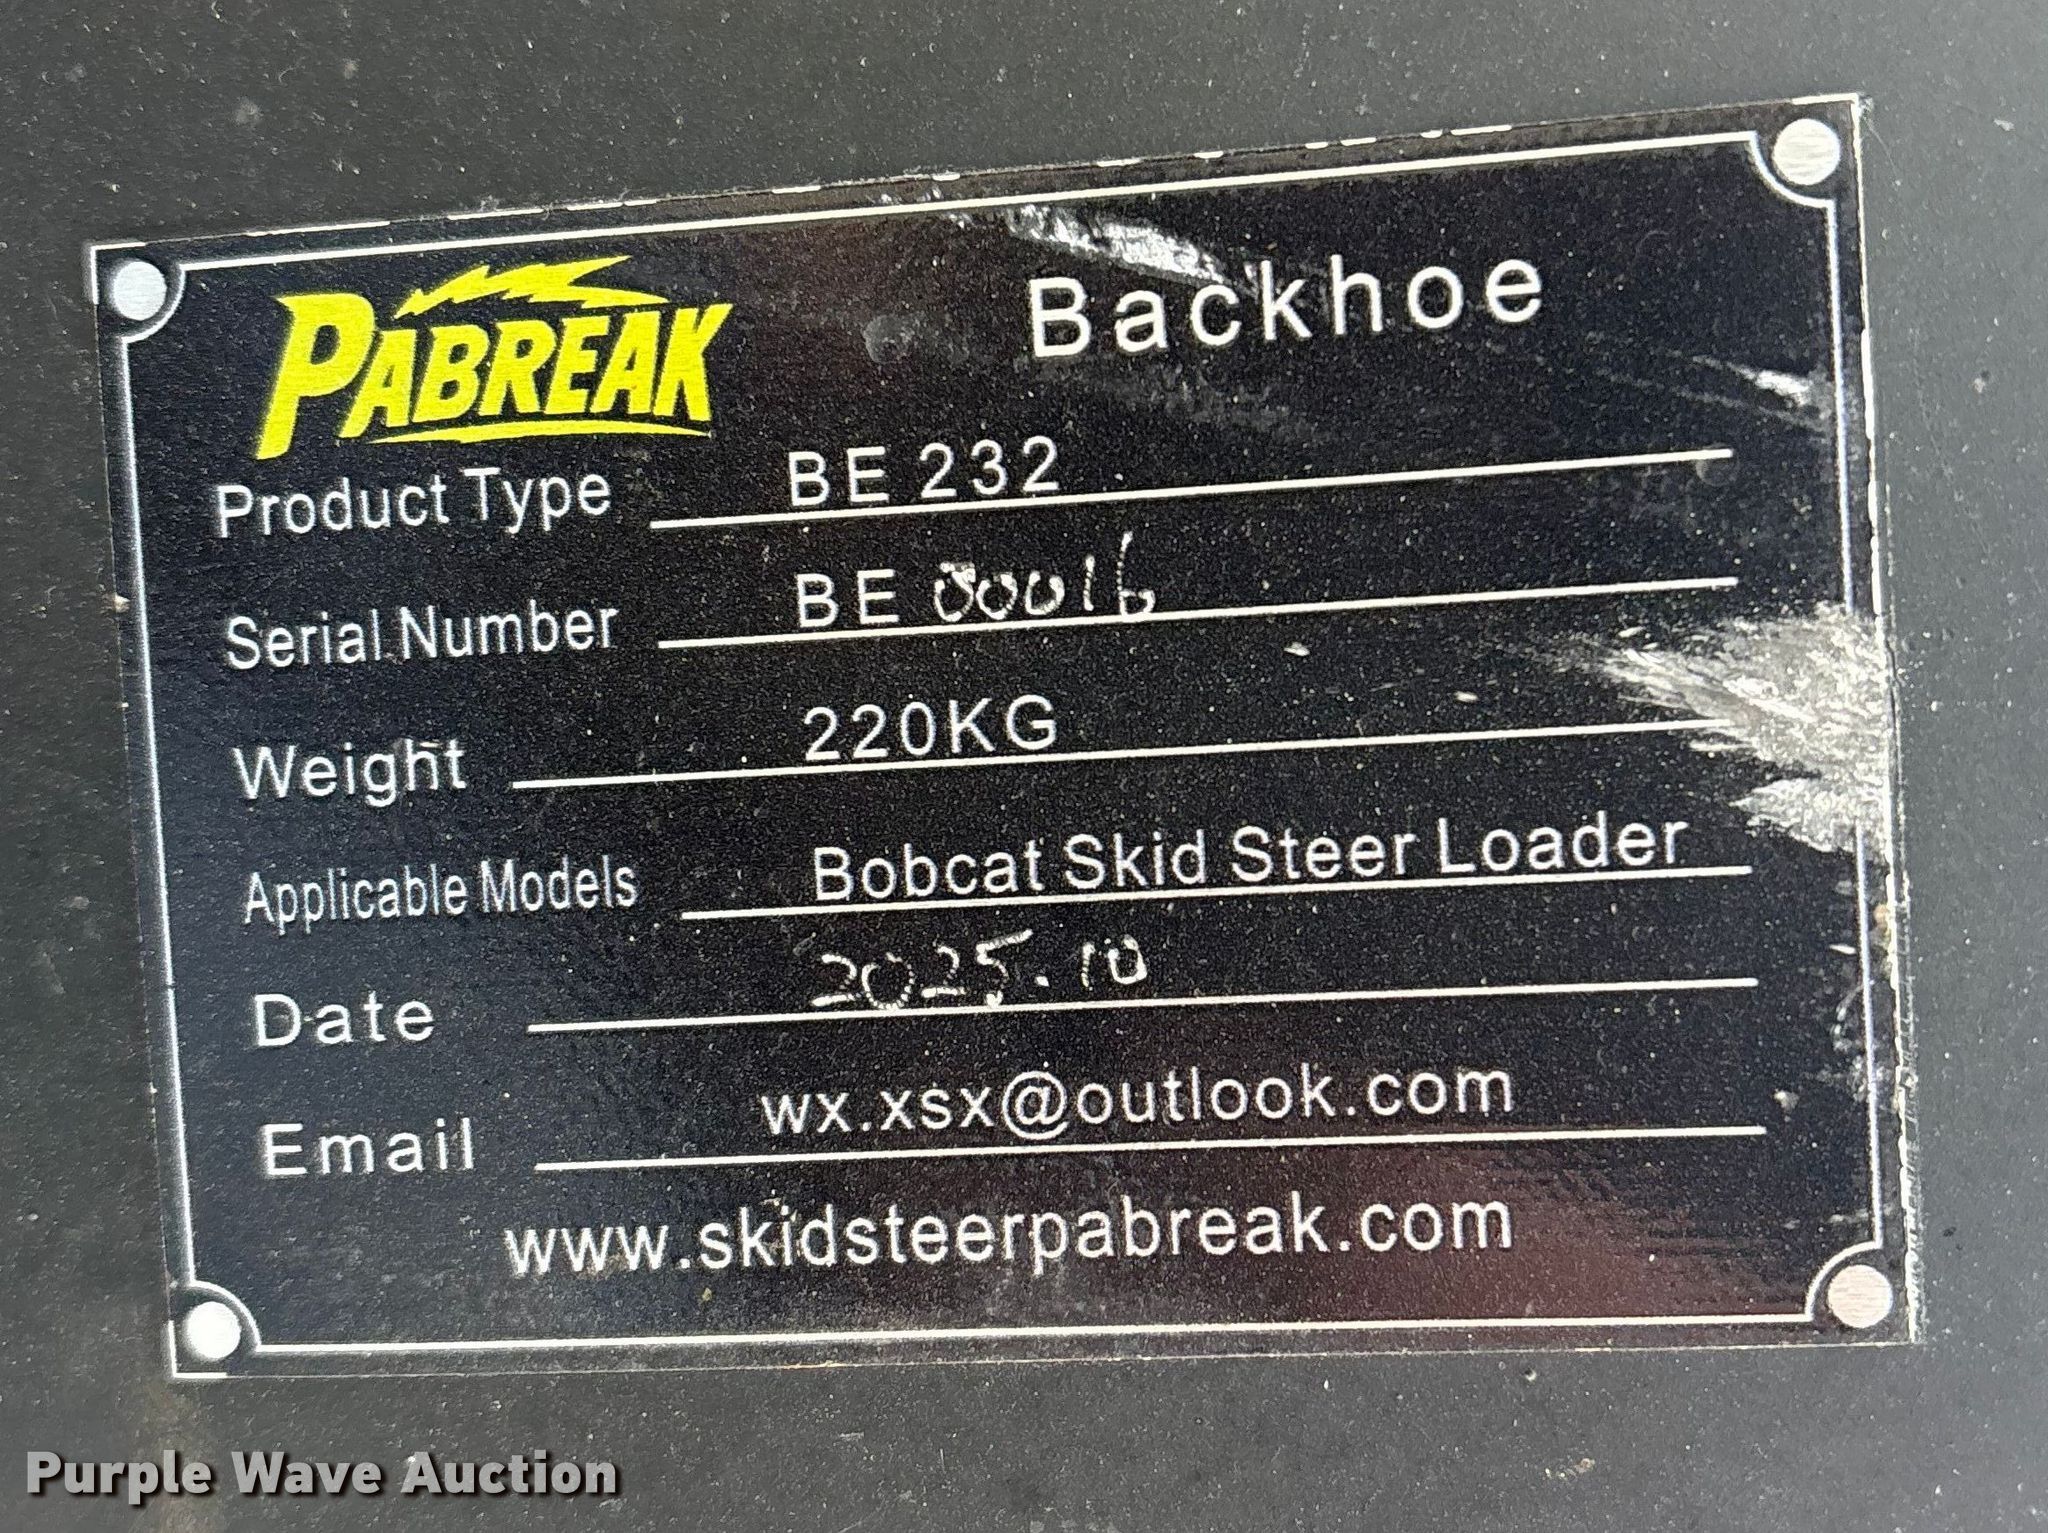 PABREAK Backhoe
Product Type BE 232
Serial Number BE 00016
Weight 220KG
Applicable Models Bobcat Skid Steer Loader
Date 2025.10
Email wx.xsx@outlook.com
www.skidsteerpabreak.com
Purple Wave Auction